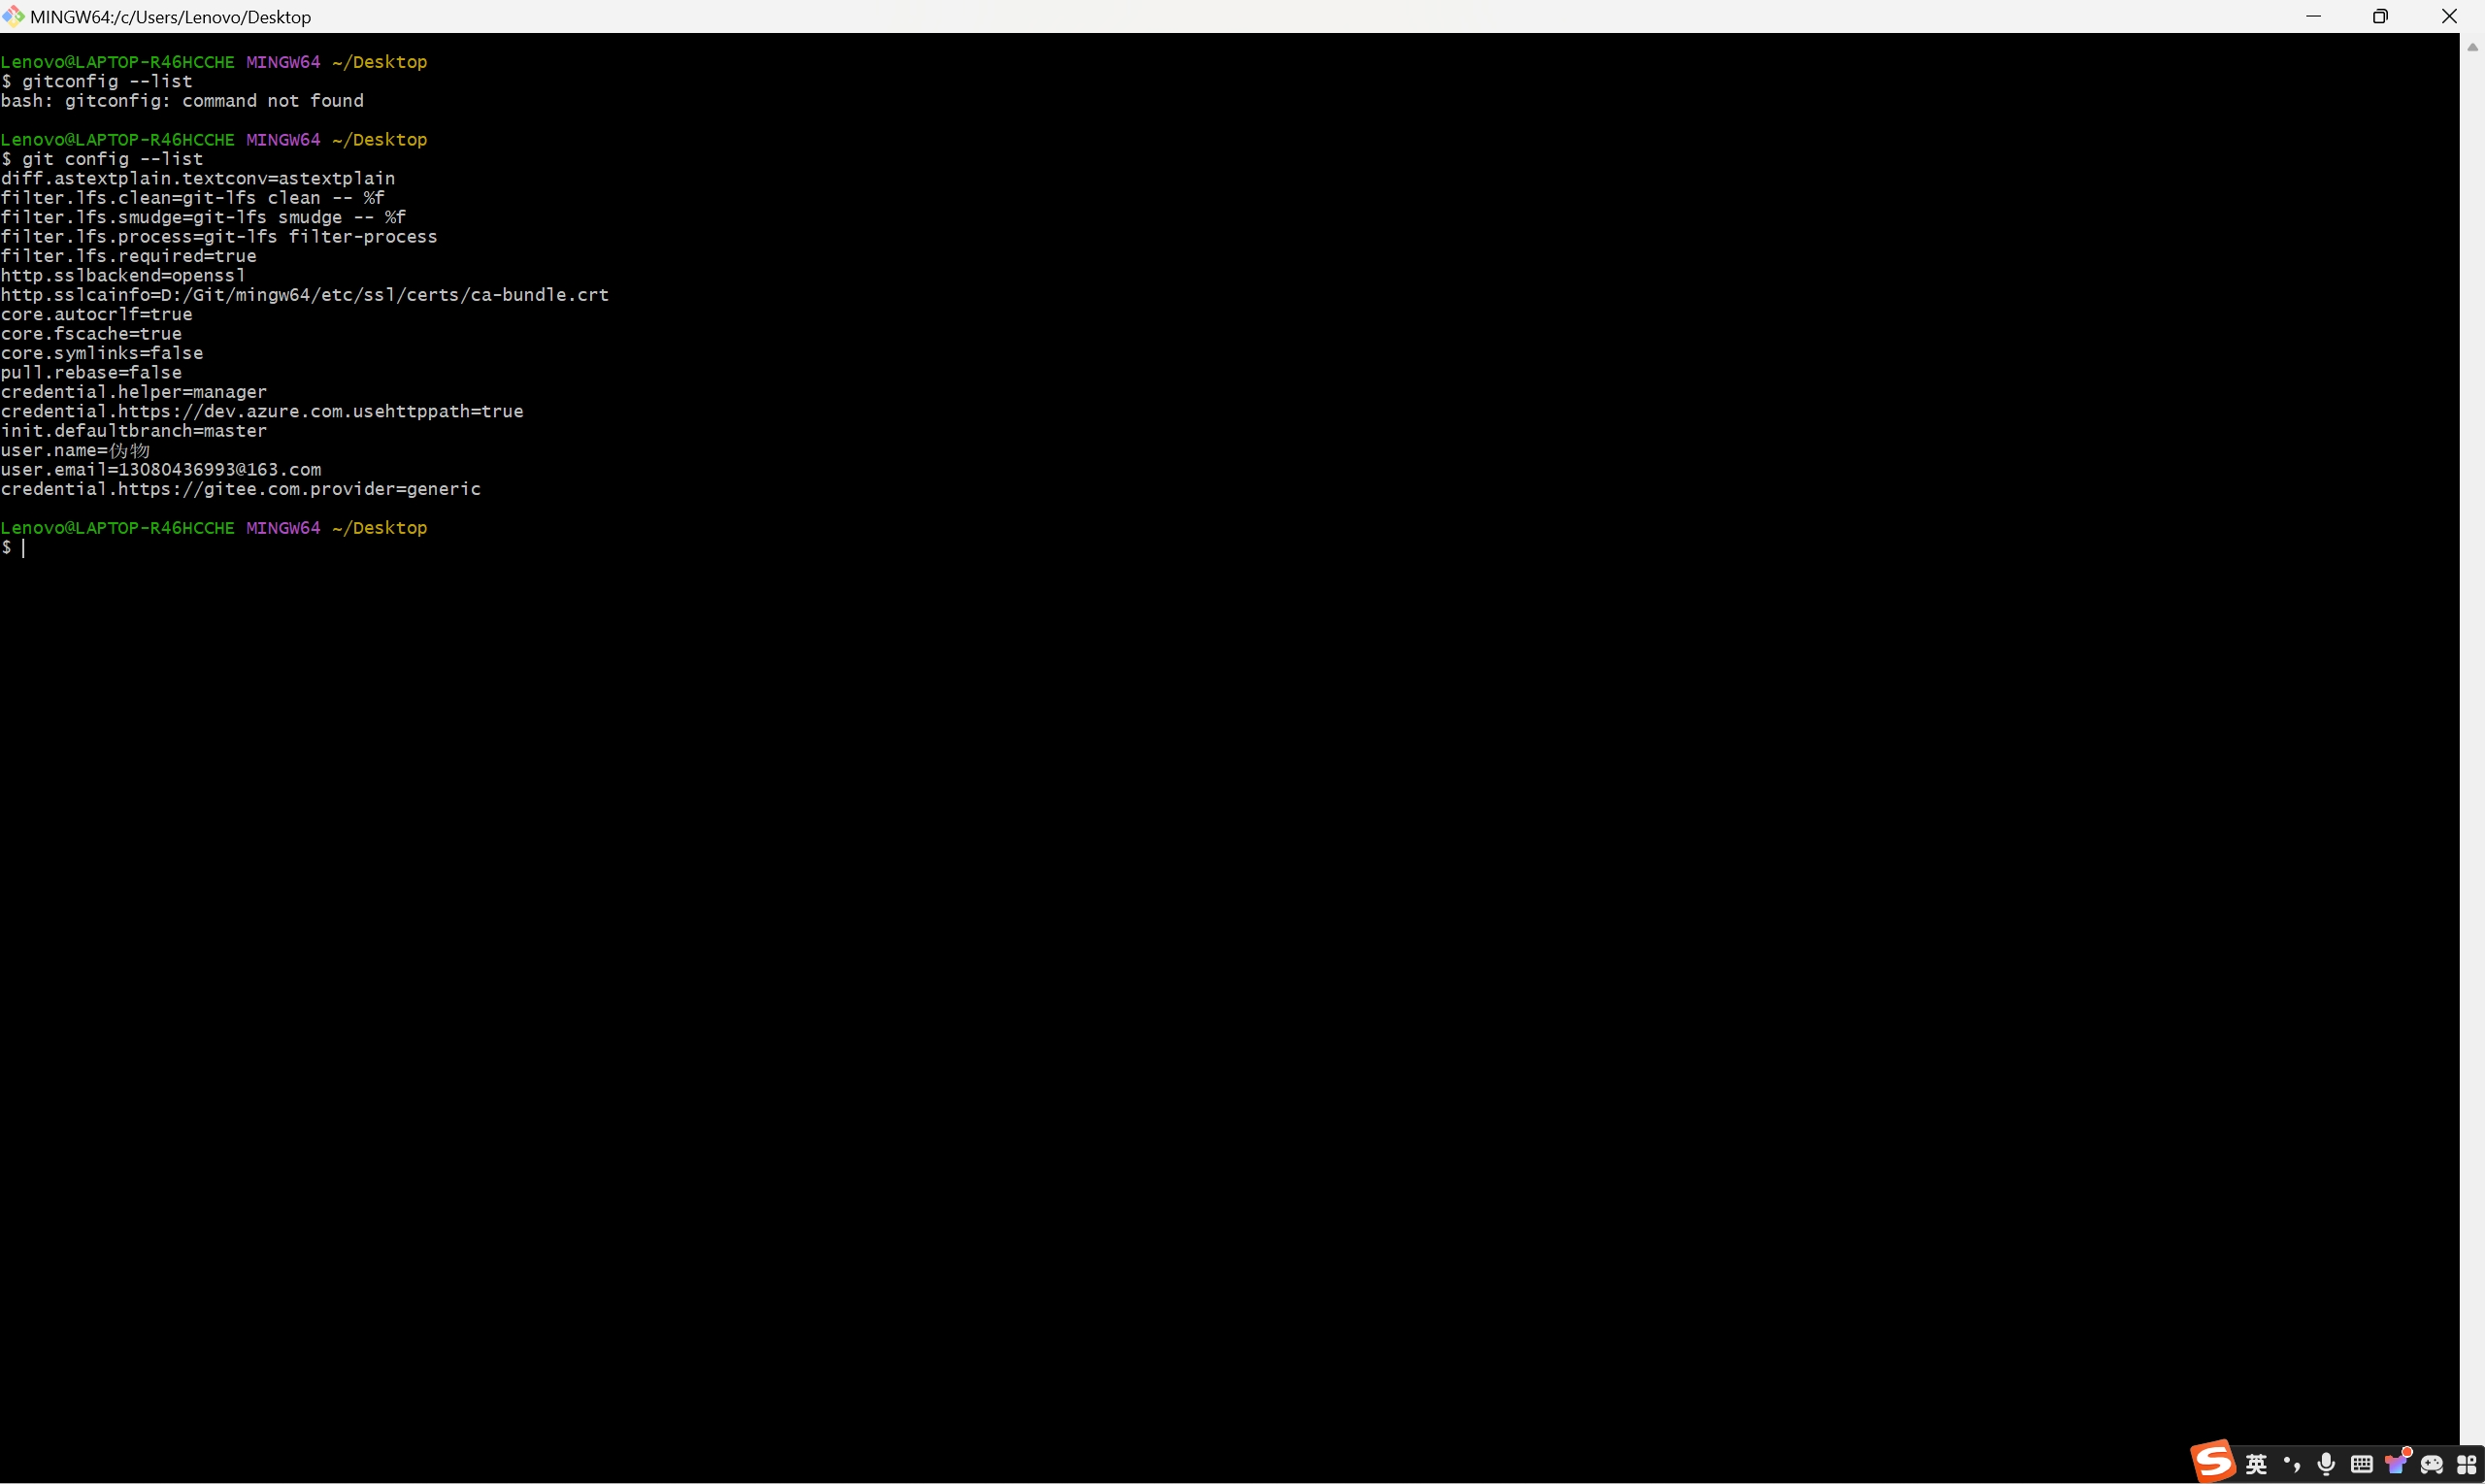 MINGW64:/c/Users/Lenovo/Desktop
Lenovo@LAPTOP-R46HCCHE MINGW64 ~/Desktop
$ gitconfig --list
bash: gitconfig: command not found
Lenovo@LAPTOP-R46HCCHE MINGW64 ~/Desktop
$ git config --list
diff.astextplain.textconv=astextplain
filter.lfs.clean=git-lfs clean -- %f
filter.lfs.smudge=git-lfs smudge -- %f
filter.lfs.process=git-lfs filter-process
filter.lfs.required=true
http.sslbackend=openssl
http.sslcainfo=D:/Git/mingw64/etc/ssl/certs/ca-bundle.crt
core.autocrlf=true
core.fscache=true
core.symlinks=false
pull.rebase=false
credential.helper=manager
credential.https://dev.azure.com.usehttppath=true
init.defaultbranch=master
user.name=伪物
user.email=13080436993@163.com
credential.https://gitee.com.provider=generic
Lenovo@LAPTOP-R46HCCHE MINGW64 ~/Desktop
$
S 英